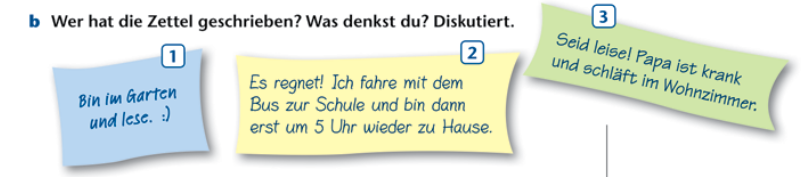 b Wer hat die Zettel geschrieben? Was denkst du? Diskutiert.
1
Bin im Garten
und lese. :)
2
Es regnet! Ich fahre mit dem
Bus zur Schule und bin dann
erst um 5 Uhr wieder zu Hause.
3
Seid leise! Papa ist krank
und schläft im Wohnzimmer.